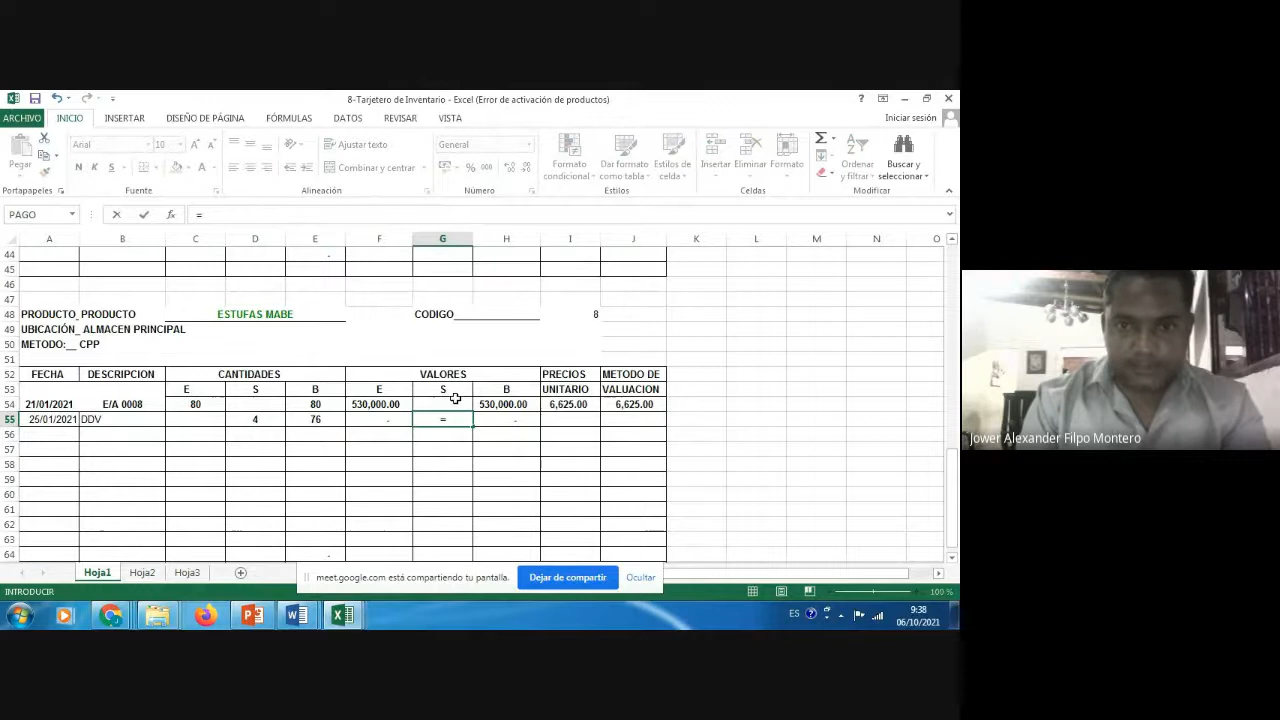 8-Tarjetero de Inventario - Excel (Error de activación de productos)
ARCHIVO INICIO INSERTAR DISEÑO DE PÁGINA FÓRMULAS DATOS REVISAR VISTA Iniciar sesión
Pegar Arial 10 Ajustar texto General Formato condicional Dar formato como tabla Estilos de celda Insertar Eliminar Formato Ordenar y filtrar Buscar y seleccionar
N K S Combinar y centrar % 000
Portapapeles Fuente Alineación Número Estilos Celdas Modificar
PAGO =
A B C D E F G H I J K L M N O
44 -
45
46
47
48 PRODUCTO_ PRODUCTO ESTUFAS MABE CODIGO__________ 8
49 UBICACIÓN_ ALMACEN PRINCIPAL
50 METODO:__ CPP
51
52 FECHA DESCRIPCION CANTIDADES VALORES PRECIOS METODO DE
53 E S B E S B UNITARIO VALUACION
54 21/01/2021 E/A 0008 80 80 530,000.00 530,000.00 6,625.00 6,625.00
55 25/01/2021 DDV 4 76 - = -
56
57
58
59
60
61
62
63
64 -
Hoja1 Hoja2 Hoja3
meet.google.com está compartiendo tu pantalla. Dejar de compartir Ocultar
INTRODUCIR 100 %
ES 9:38
06/10/2021
Jower Alexander Filpo Montero